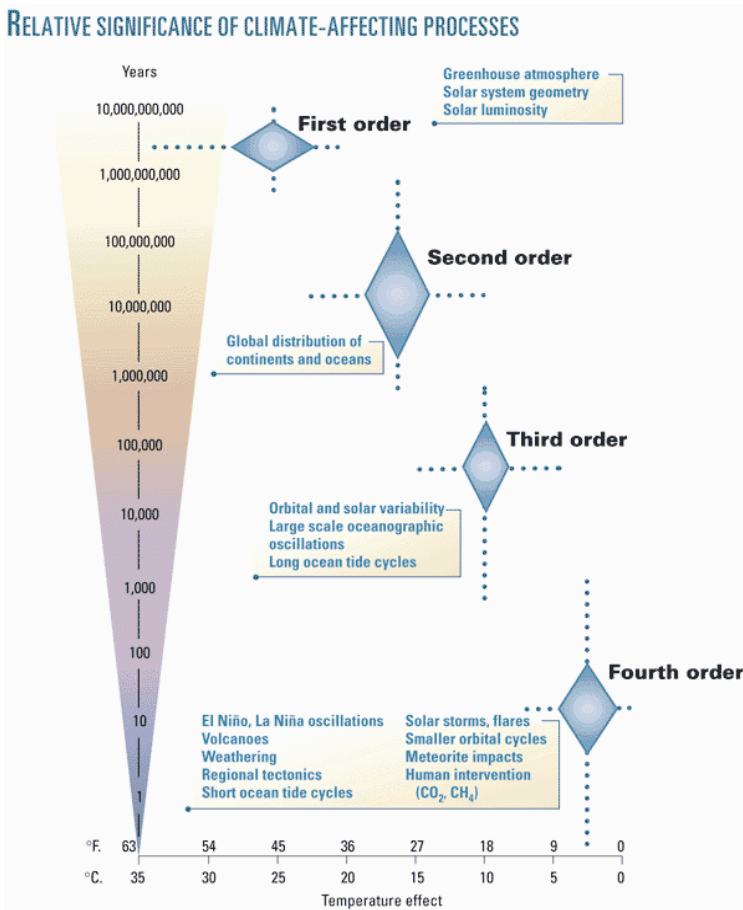 RELATIVE SIGNIFICANCE OF CLIMATE-AFFECTING PROCESSES
Years
10,000,000,000
1,000,000,000
100,000,000
10,000,000
1,000,000
100,000
10,000
1,000
100
10
1
Greenhouse atmosphere
Solar system geometry
Solar luminosity
First order
Second order
Global distribution of
continents and oceans
Third order
Orbital and solar variability
Large scale oceanographic
oscillations
Long ocean tide cycles
Fourth order
El Niño, La Niña oscillations
Volcanoes
Weathering
Regional tectonics
Short ocean tide cycles
Solar storms, flares
Smaller orbital cycles
Meteorite impacts
Human intervention
(CO₂, CH₄)
°F. 63 54 45 36 27 18 9 0
°C. 35 30 25 20 15 10 5 0
Temperature effect